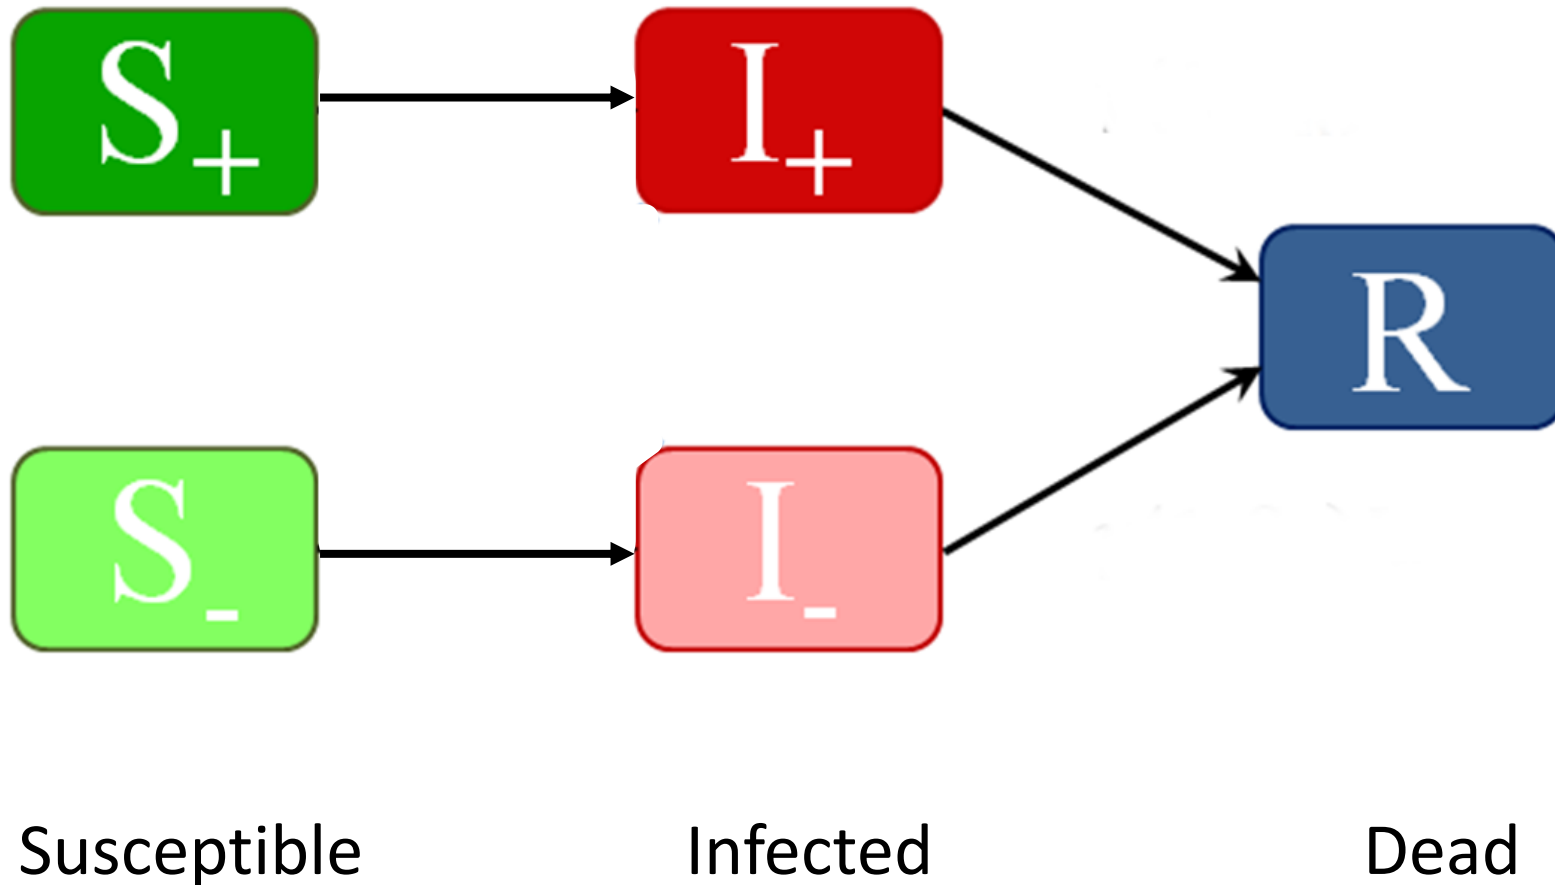 S+
I+
R
S-
I-
Susceptible
Infected
Dead